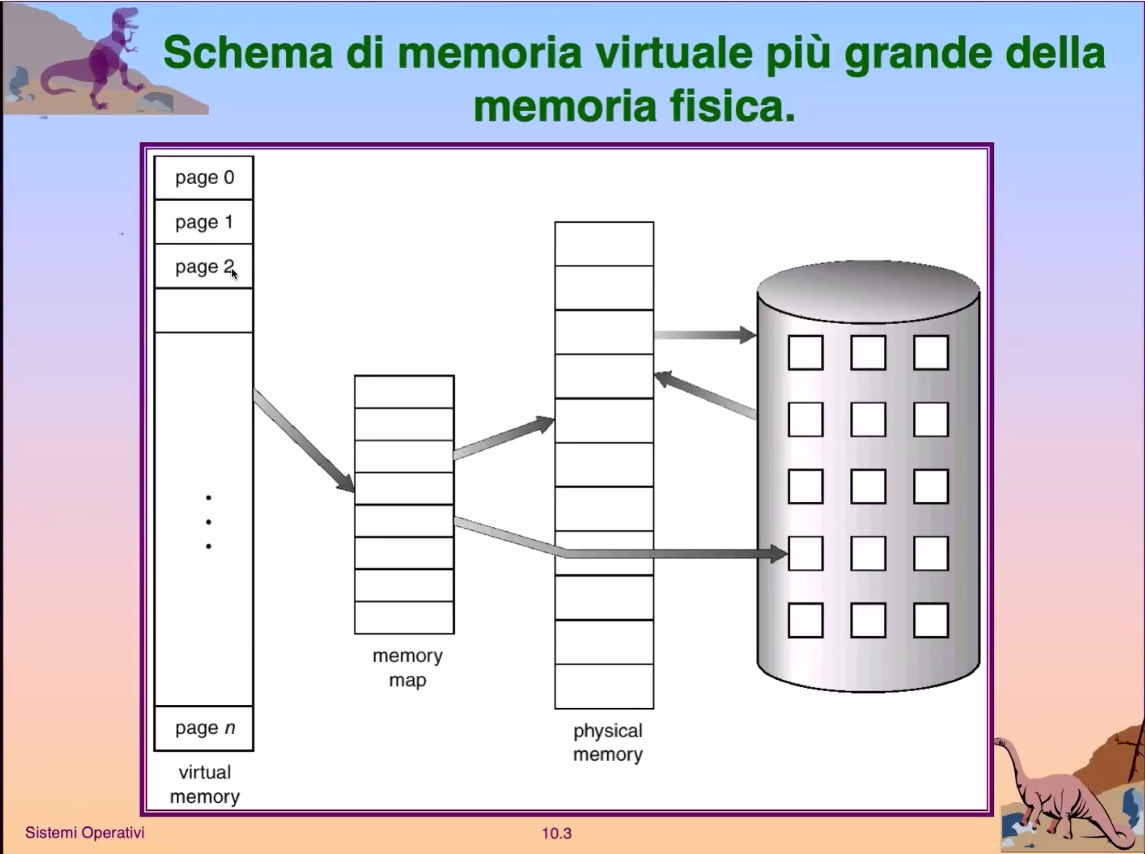 Schema di memoria virtuale più grande della
memoria fisica.
page 0
page 1
page 2
page n
virtual
memory
memory
map
physical
memory
Sistemi Operativi
10.3